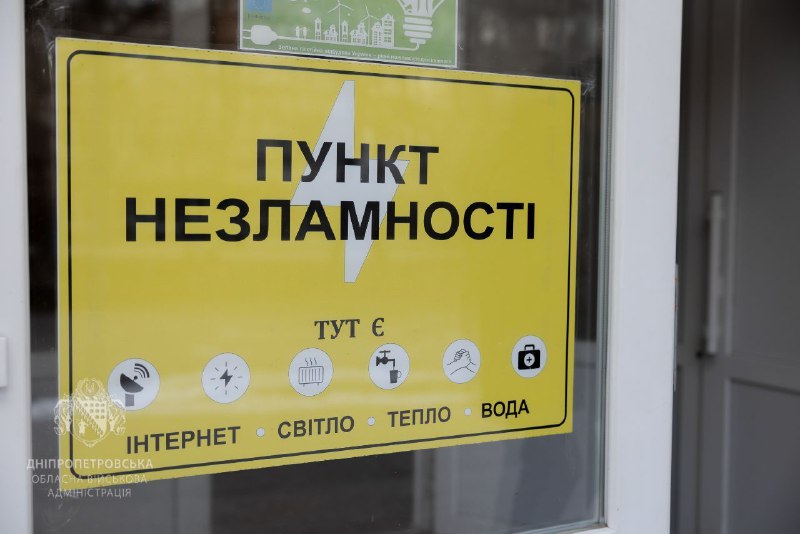 ПУНКТ
НЕЗЛАМНОСТІ
ТУТ Є
ІНТЕРНЕТ • СВІТЛО • ТЕПЛО • ВОДА
ДНІПРОПЕТРОВСЬКА
ОБЛАСНА ВІЙСЬКОВА
АДМІНІСТРАЦІЯ